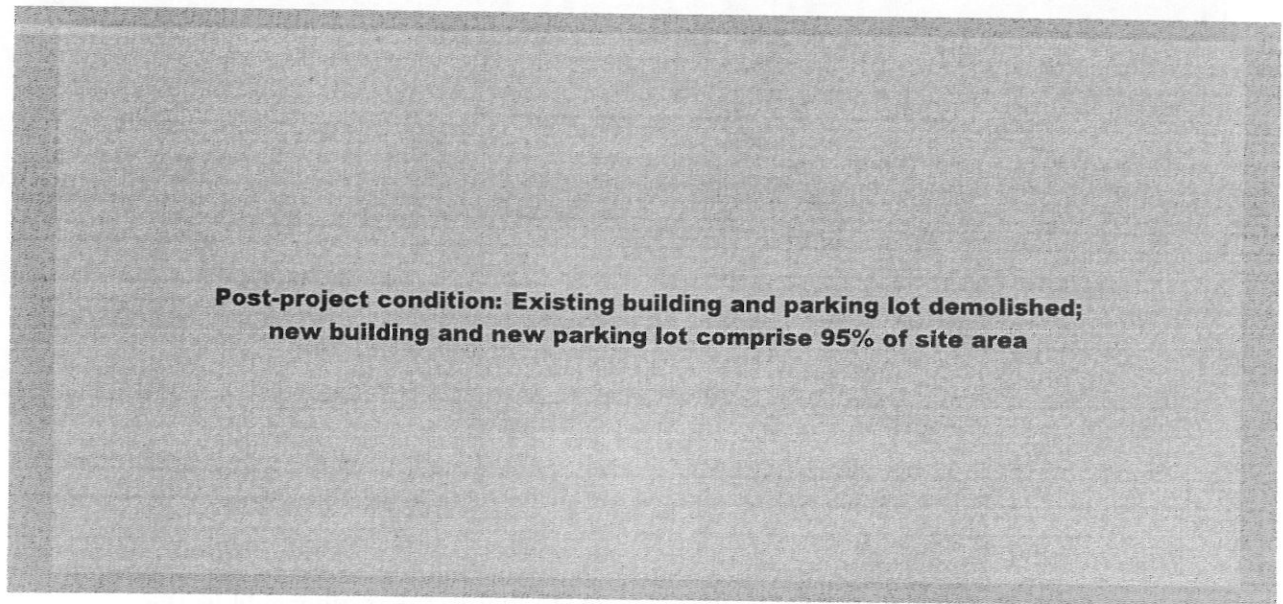 Post-project condition: Existing building and parking lot demolished;
new building and new parking lot comprise 95% of site area